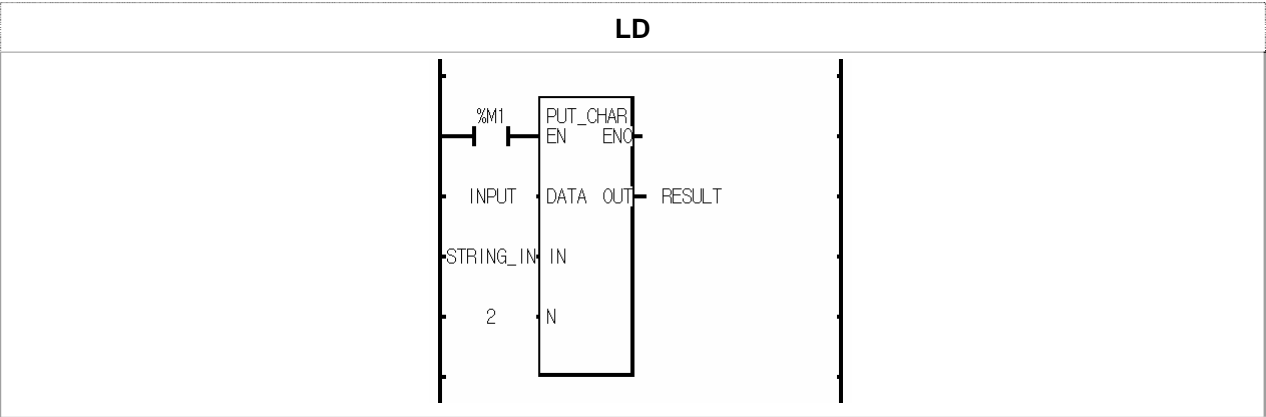 LD
%M1 PUT_CHAR
EN ENO
INPUT DATA OUT RESULT
STRING_IN IN
2 N